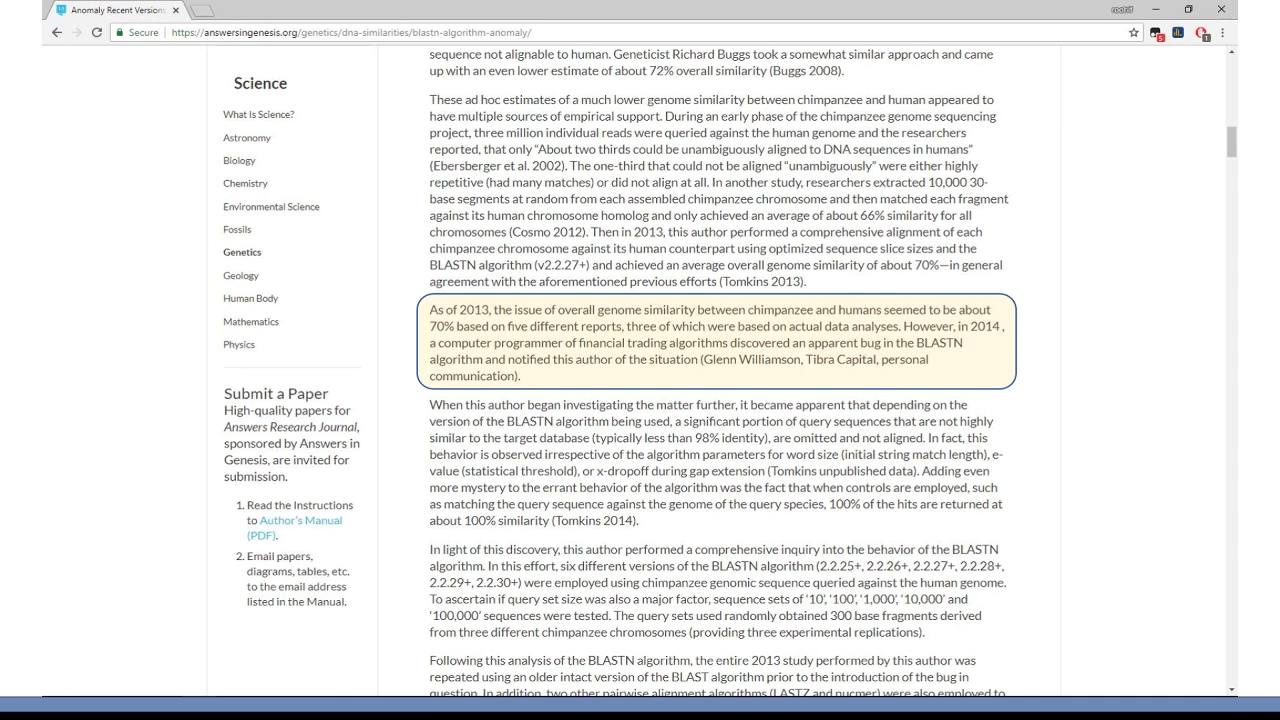 Anomaly Recent Versions
Secure | https://answersingenesis.org/genetics/dna-similarities/blastn-algorithm-anomaly/
Science
What Is Science?
Astronomy
Biology
Chemistry
Environmental Science
Fossils
Genetics
Geology
Human Body
Mathematics
Physics
Submit a Paper
High-quality papers for
Answers Research Journal,
sponsored by Answers in
Genesis, are invited for
submission.
1. Read the Instructions
to Author's Manual
(PDF).
2. Email papers,
diagrams, tables, etc.
to the email address
listed in the Manual.
sequence not alignable to human. Geneticist Richard Buggs took a somewhat similar approach and came
up with an even lower estimate of about 72% overall similarity (Buggs 2008).
These ad hoc estimates of a much lower genome similarity between chimpanzee and human appeared to
have multiple sources of empirical support. During an early phase of the chimpanzee genome sequencing
project, three million individual reads were queried against the human genome and the researchers
reported, that only “About two thirds could be unambiguously aligned to DNA sequences in humans”
(Ebersberger et al. 2002). The one-third that could not be aligned “unambiguously” were either highly
repetitive (had many matches) or did not align at all. In another study, researchers extracted 10,000 30-
base segments at random from each assembled chimpanzee chromosome and then matched each fragment
against its human chromosome homolog and only achieved an average of about 66% similarity for all
chromosomes (Cosmo 2012). Then in 2013, this author performed a comprehensive alignment of each
chimpanzee chromosome against its human counterpart using optimized sequence slice sizes and the
BLASTN algorithm (v2.2.27+) and achieved an average overall genome similarity of about 70%—in general
agreement with the aforementioned previous efforts (Tomkins 2013).
As of 2013, the issue of overall genome similarity between chimpanzee and humans seemed to be about
70% based on five different reports, three of which were based on actual data analyses. However, in 2014 ,
a computer programmer of financial trading algorithms discovered an apparent bug in the BLASTN
algorithm and notified this author of the situation (Glenn Williamson, Tibra Capital, personal
communication).
When this author began investigating the matter further, it became apparent that depending on the
version of the BLASTN algorithm being used, a significant portion of query sequences that are not highly
similar to the target database (typically less than 98% identity), are omitted and not aligned. In fact, this
behavior is observed irrespective of the algorithm parameters for word size (initial string match length), e-
value (statistical threshold), or x-dropoff during gap extension (Tomkins unpublished data). Adding even
more mystery to the errant behavior of the algorithm was the fact that when controls are employed, such
as matching the query sequence against the genome of the query species, 100% of the hits are returned at
about 100% similarity (Tomkins 2014).
In light of this discovery, this author performed a comprehensive inquiry into the behavior of the BLASTN
algorithm. In this effort, six different versions of the BLASTN algorithm (2.2.25+, 2.2.26+, 2.2.27+, 2.2.28+,
2.2.29+, 2.2.30+) were employed using chimpanzee genomic sequence queried against the human genome.
To ascertain if query set size was also a major factor, sequence sets of ‘10’, ‘100’, ‘1,000’, ‘10,000’ and
‘100,000’ sequences were tested. The query sets used randomly obtained 300 base fragments derived
from three different chimpanzee chromosomes (providing three experimental replications).
Following this analysis of the BLASTN algorithm, the entire 2013 study performed by this author was
repeated using an older intact version of the BLAST algorithm prior to the introduction of the bug in
question. In addition, two other pairwise alignment algorithms (LASTZ and nucmer) were also employed to